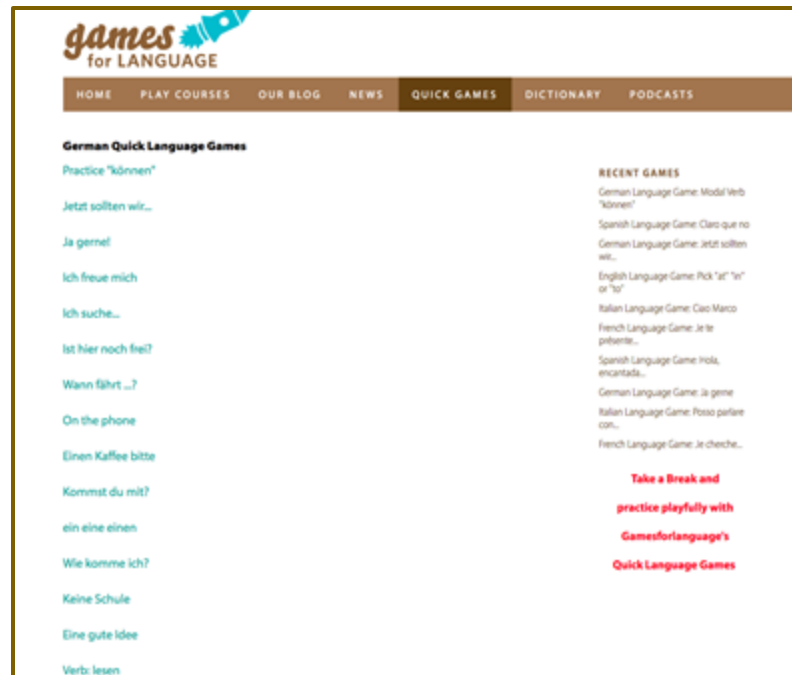 games
for LANGUAGE
HOME PLAY COURSES OUR BLOG NEWS QUICK GAMES DICTIONARY PODCASTS
German Quick Language Games
Practice "können"
Jetzt sollten wir...
Ja gerne!
Ich freue mich
Ich suche...
Ist hier noch frei?
Wann fährt ...?
On the phone
Einen Kaffee bitte
Kommst du mit?
ein eine einen
Wie komme ich?
Keine Schule
Eine gute Idee
Verb: lesen
RECENT GAMES
German Language Game: Modal Verb
"können"
Spanish Language Game: Claro que no
German Language Game: Jetzt sollten
wir...
English Language Game: Pick "at" "in"
or "to"
Italian Language Game: Ciao Marco
French Language Game: Je te
présente...
Spanish Language Game: Hola,
encantada...
German Language Game: Ja gerne
Italian Language Game: Posso parlare
con...
French Language Game: Je cherche...
Take a Break and
practice playfully with
Gamesforlanguage's
Quick Language Games